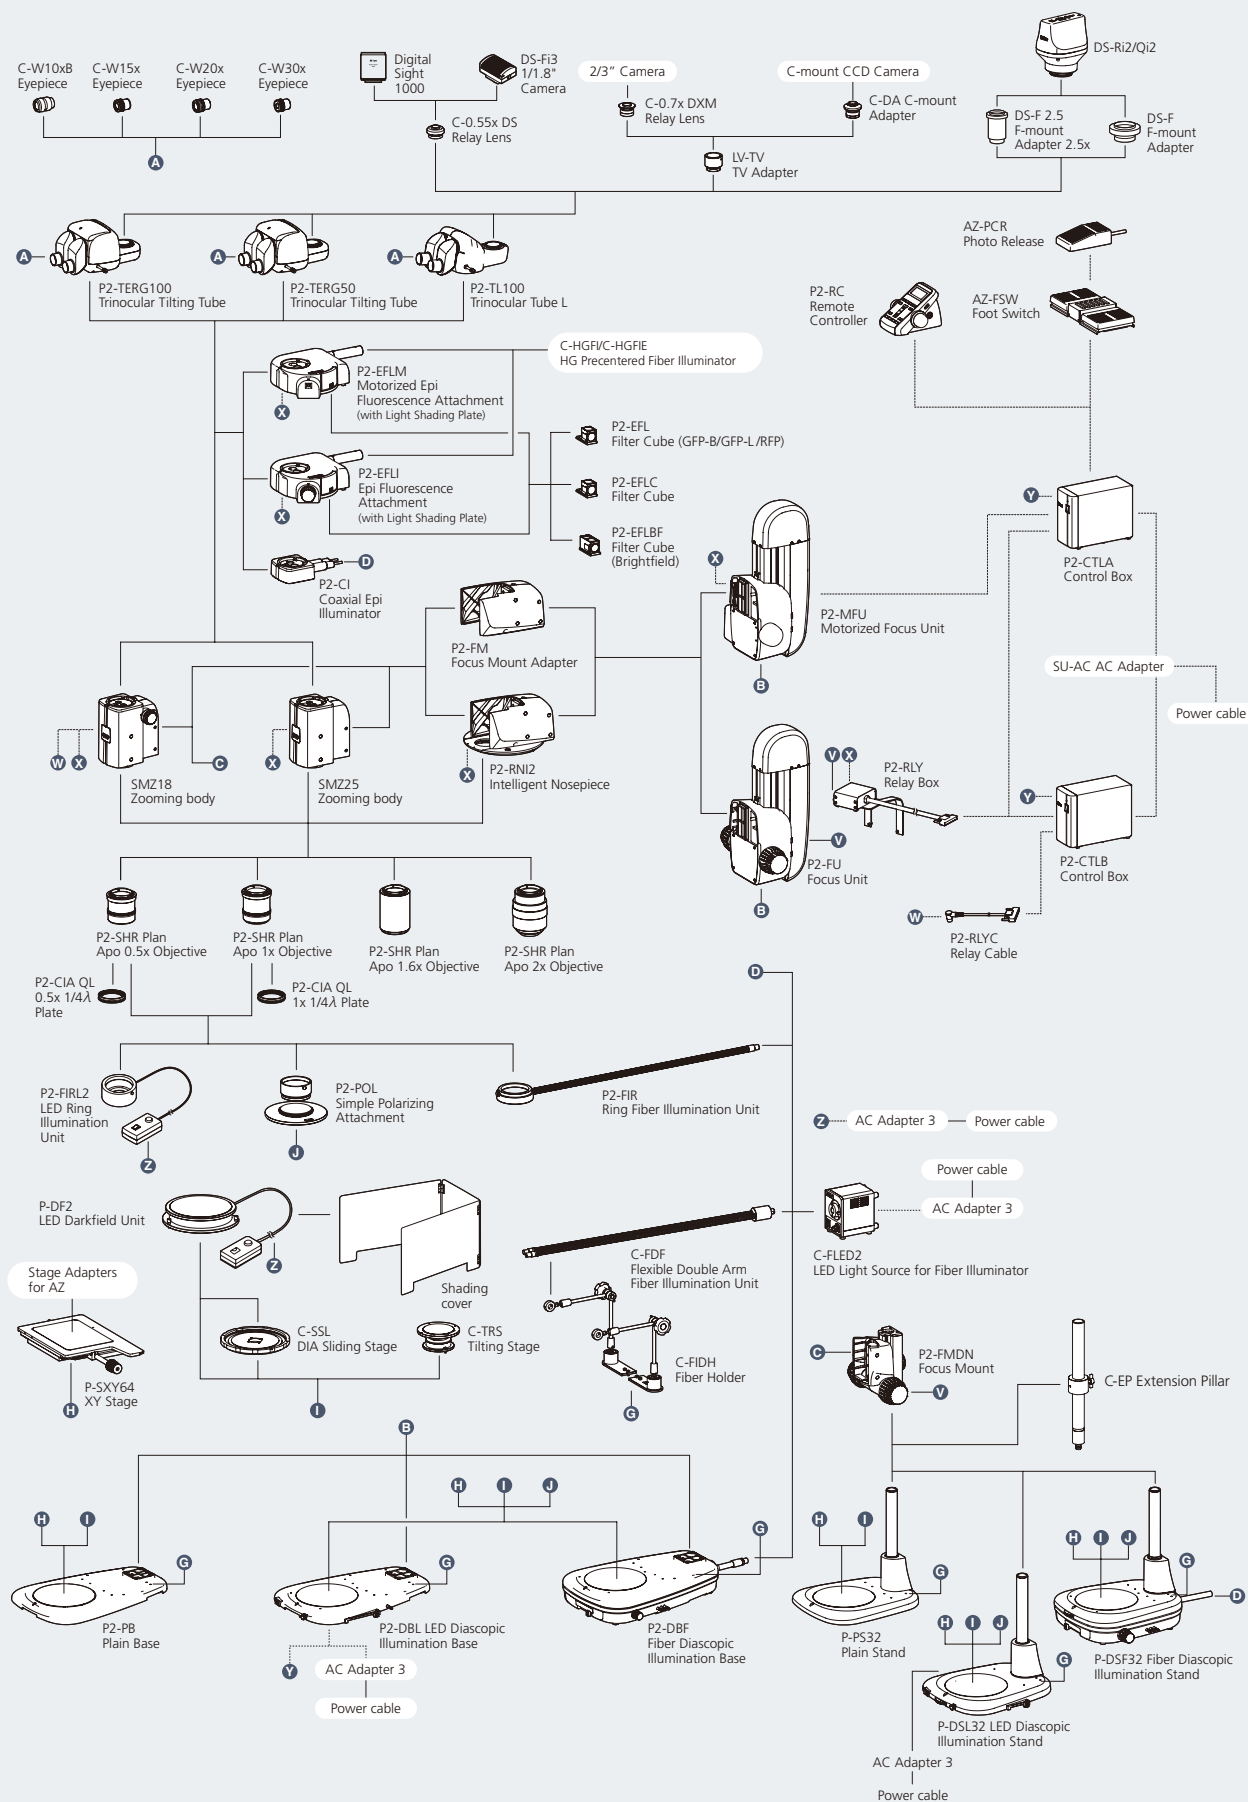 C-W10xB
Eyepiece
C-W15x
Eyepiece
C-W20x
Eyepiece
C-W30x
Eyepiece
A
Digital
Sight
1000
DS-Fi3
1/1.8"
Camera
C-0.55x DS
Relay Lens
2/3” Camera
C-0.7x DXM
Relay Lens
C-mount CCD Camera
C-DA C-mount
Adapter
LV-TV
TV Adapter
DS-Ri2/Qi2
DS-F 2.5
F-mount
Adapter 2.5x
DS-F
F-mount
Adapter
A
P2-TERG100
Trinocular Tilting Tube
A
P2-TERG50
Trinocular Tilting Tube
A
P2-TL100
Trinocular Tube L
AZ-PCR
Photo Release
P2-RC
Remote
Controller
AZ-FSW
Foot Switch
C-HGFI/C-HGFIE
HG Precentered Fiber Illuminator
P2-EFLM
Motorized Epi
Fluorescence Attachment
(with Light Shading Plate)
X
P2-EFLI
Epi Fluorescence
Attachment
(with Light Shading Plate)
X
P2-EFL
Filter Cube (GFP-B/GFP-L/RFP)
P2-EFLC
Filter Cube
P2-EFLBF
Filter Cube
(Brightfield)
D
P2-CI
Coaxial Epi
Illuminator
P2-FM
Focus Mount Adapter
X
P2-MFU
Motorized Focus Unit
B
Y
P2-CTLA
Control Box
SU-AC AC Adapter
Power cable
W
X
C
SMZ18
Zooming body
X
SMZ25
Zooming body
X
P2-RNI2
Intelligent Nosepiece
V
X
P2-RLY
Relay Box
V
P2-FU
Focus Unit
B
Y
P2-CTLB
Control Box
W
P2-RLYC
Relay Cable
P2-SHR Plan
Apo 0.5x Objective
P2-SHR Plan
Apo 1x Objective
P2-SHR Plan
Apo 1.6x Objective
P2-SHR Plan
Apo 2x Objective
P2-CIA QL
0.5x 1/4λ
Plate
P2-CIA QL
1x 1/4λ Plate
D
P2-FIRL2
LED Ring
Illumination
Unit
Z
P2-POL
Simple Polarizing
Attachment
J
P2-FIR
Ring Fiber Illumination Unit
Z
AC Adapter 3
Power cable
P-DF2
LED Darkfield Unit
Z
Shading
cover
Power cable
AC Adapter 3
C-FLED2
LED Light Source for Fiber Illuminator
C-FDF
Flexible Double Arm
Fiber Illumination Unit
Stage Adapters
for AZ
P-SXY64
XY Stage
H
C-SSL
DIA Sliding Stage
C-TRS
Tilting Stage
I
C-FIDH
Fiber Holder
G
C
P2-FMDN
Focus Mount
V
C-EP Extension Pillar
B
H
I
G
P2-PB
Plain Base
H
I
J
G
P2-DBL LED Diascopic
Illumination Base
Y
AC Adapter 3
Power cable
G
P2-DBF
Fiber Diascopic
Illumination Base
H
I
G
P-PS32
Plain Stand
H
I
J
G
D
P-DSF32 Fiber Diascopic
Illumination Stand
H
I
J
G
P-DSL32 LED Diascopic
Illumination Stand
AC Adapter 3
Power cable